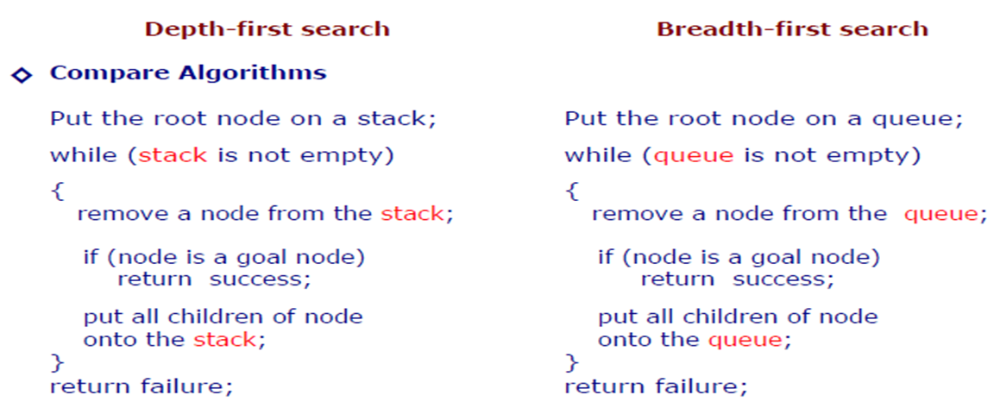 Depth-first search
Compare Algorithms
Put the root node on a stack;
while (stack is not empty)
{
remove a node from the stack;
if (node is a goal node)
return success;
put all children of node
onto the stack;
}
return failure;
Breadth-first search
Put the root node on a queue;
while (queue is not empty)
{
remove a node from the queue;
if (node is a goal node)
return success;
put all children of node
onto the queue;
}
return failure;